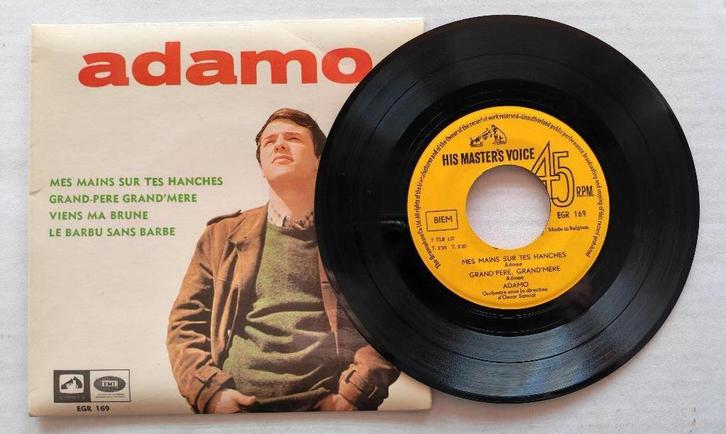 adamo
MES MAINS SUR TES HANCHES
GRAND-PERE GRAND'MERE
VIENS MA BRUNE
LE BARBU SANS BARBE
EMI
EGR 169
HIS MASTER'S VOICE
45
R.P.M.
EGR 169
BIEM
Made in Belgium
MES MAINS SUR TES HANCHES
Adamo
GRAND'PERE, GRAND'MERE
Adamo
ADAMO
Orchestre sous la direction
d'Oscar Saintal